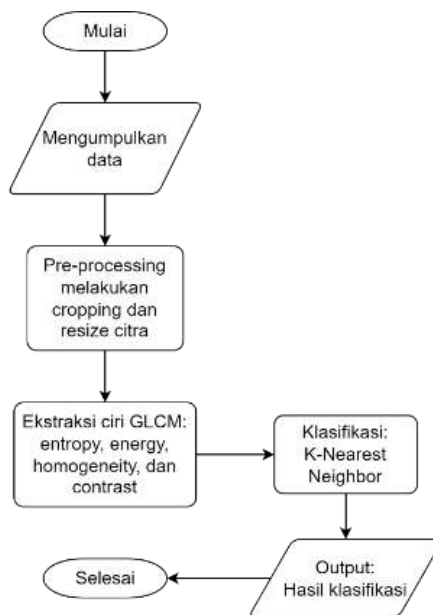 Mulai
Mengumpulkan
data
Pre-processing
melakukan
cropping dan
resize citra
Ekstraksi ciri GLCM:
entropy, energy,
homogeneity, dan
contrast
Klasifikasi:
K-Nearest
Neighbor
Output:
Hasil klasifikasi
Selesai